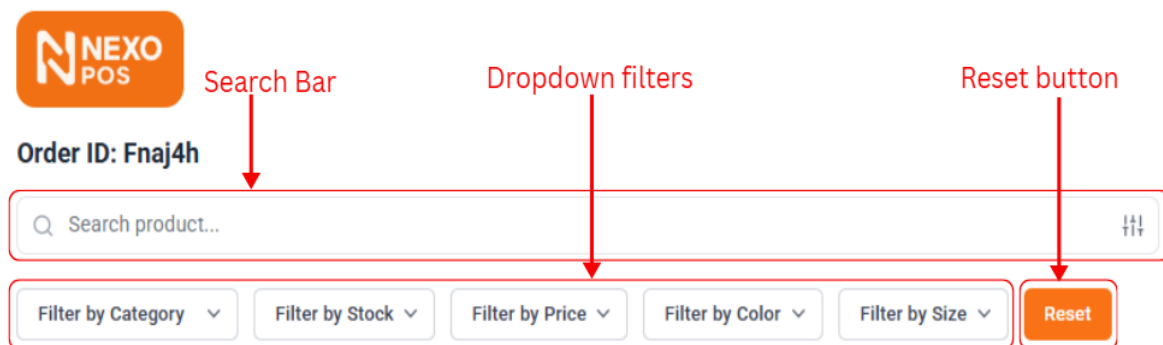 NEXO
POS
Search Bar
Dropdown filters
Reset button
Order ID: Fnaj4h
Search product...
Filter by Category
Filter by Stock
Filter by Price
Filter by Color
Filter by Size
Reset